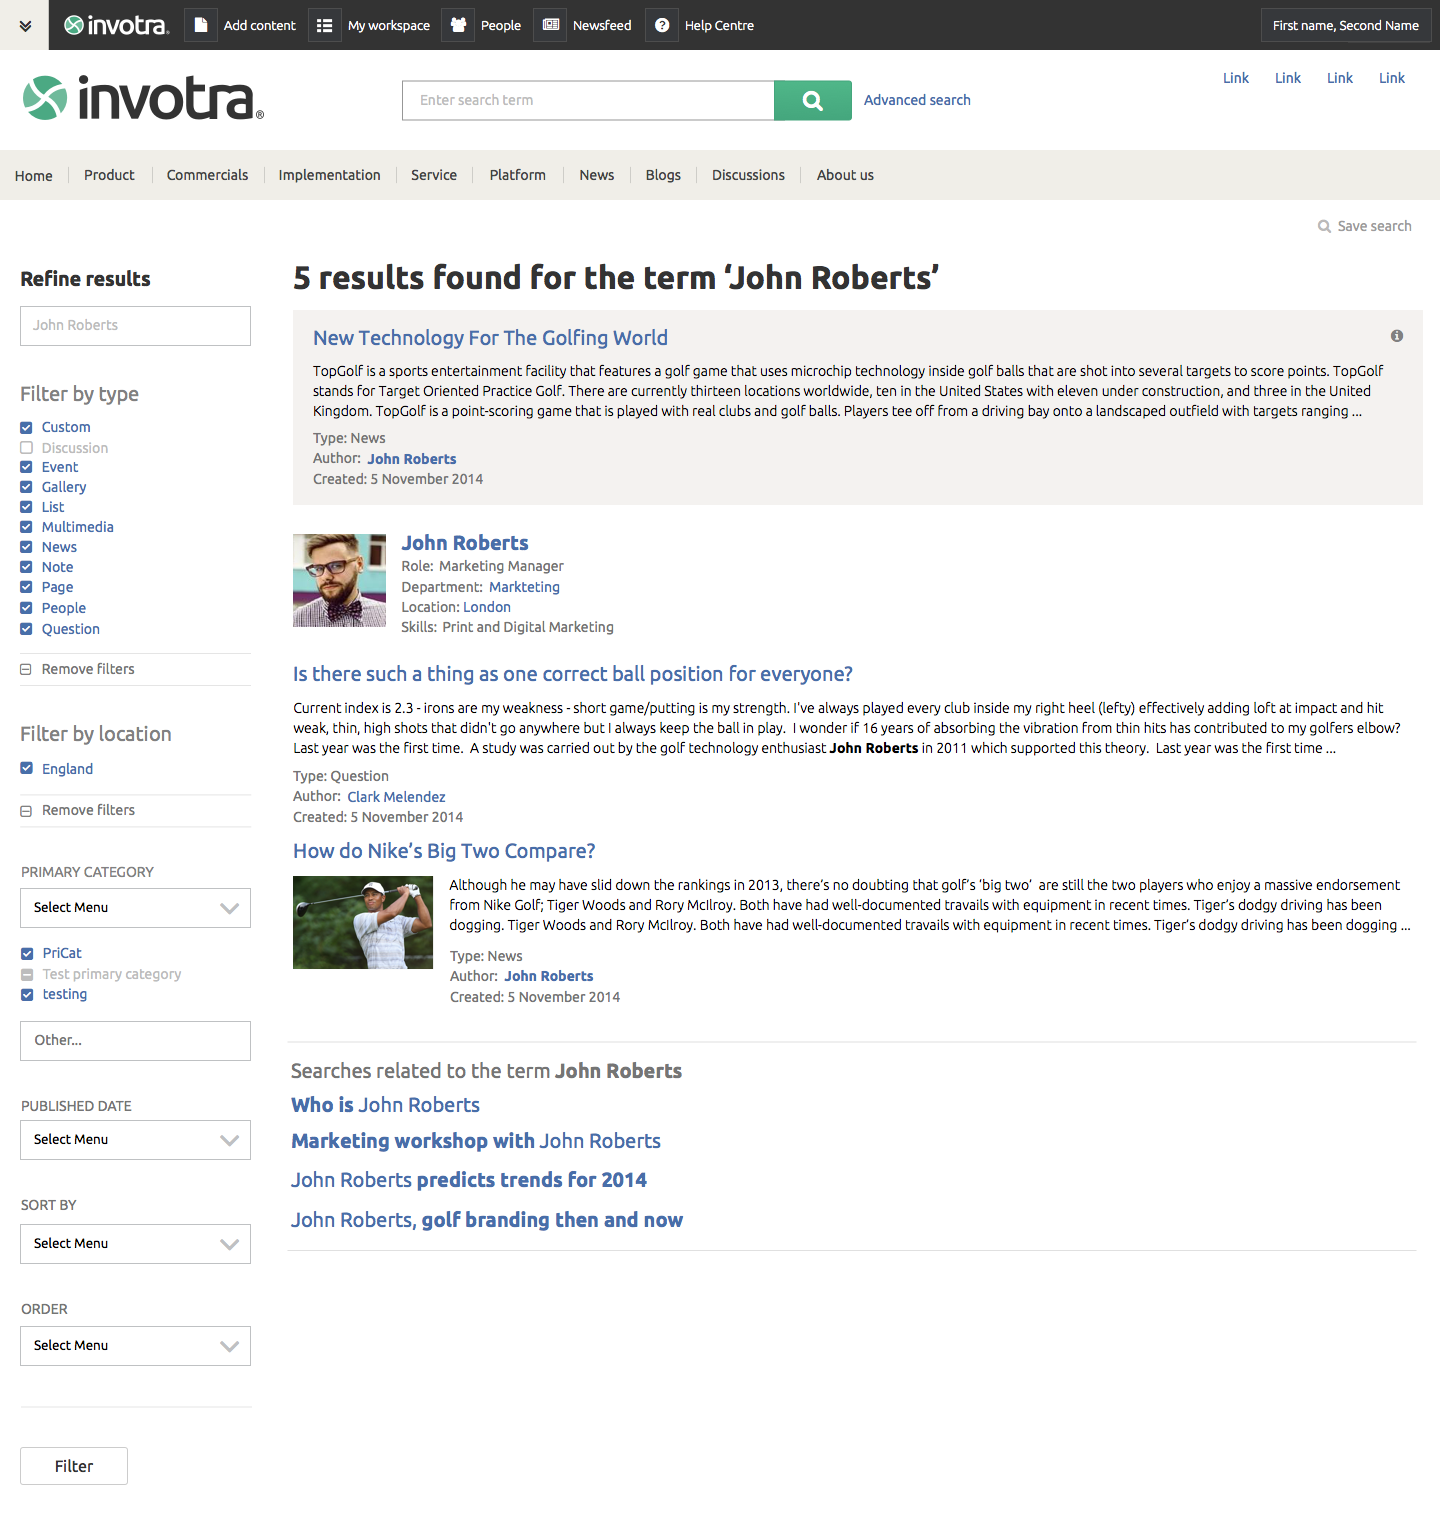 invotra® Add content My workspace People Newsfeed Help Centre First name, Second Name
invotra®
Enter search term
Advanced search
Link Link Link Link
Home Product Commercials Implementation Service Platform News Blogs Discussions About us
Save search
Refine results
John Roberts
Filter by type
Custom
Discussion
Event
Gallery
List
Multimedia
News
Note
Page
People
Question
Remove filters
Filter by location
England
Remove filters
PRIMARY CATEGORY
Select Menu
PriCat
Test primary category
testing
Other...
PUBLISHED DATE
Select Menu
SORT BY
Select Menu
ORDER
Select Menu
Filter
5 results found for the term ‘John Roberts’
New Technology For The Golfing World
TopGolf is a sports entertainment facility that features a golf game that uses microchip technology inside golf balls that are shot into several targets to score points. TopGolf
stands for Target Oriented Practice Golf. There are currently thirteen locations worldwide, ten in the United States with eleven under construction, and three in the United
Kingdom. TopGolf is a point-scoring game that is played with real clubs and golf balls. Players tee off from a driving bay onto a landscaped outfield with targets ranging ...
Type: News
Author: John Roberts
Created: 5 November 2014
John Roberts
Role: Marketing Manager
Department: Markteting
Location: London
Skills: Print and Digital Marketing
Is there such a thing as one correct ball position for everyone?
Current index is 2.3 - irons are my weakness - short game/putting is my strength. I've always played every club inside my right heel (lefty) effectively adding loft at impact and hit
weak, thin, high shots that didn't go anywhere but I always keep the ball in play. I wonder if 16 years of absorbing the vibration from thin hits has contributed to my golfers elbow?
Last year was the first time. A study was carried out by the golf technology enthusiast John Roberts in 2011 which supported this theory. Last year was the first time ...
Type: Question
Author: Clark Melendez
Created: 5 November 2014
How do Nike’s Big Two Compare?
Although he may have slid down the rankings in 2013, there’s no doubting that golf’s ‘big two’ are still the two players who enjoy a massive endorsement
from Nike Golf; Tiger Woods and Rory McIlroy. Both have had well-documented travails with equipment in recent times. Tiger’s dodgy driving has been
dogging. Tiger Woods and Rory McIlroy. Both have had well-documented travails with equipment in recent times. Tiger’s dodgy driving has been dogging ...
Type: News
Author: John Roberts
Created: 5 November 2014
Searches related to the term John Roberts
Who is John Roberts
Marketing workshop with John Roberts
John Roberts predicts trends for 2014
John Roberts, golf branding then and now